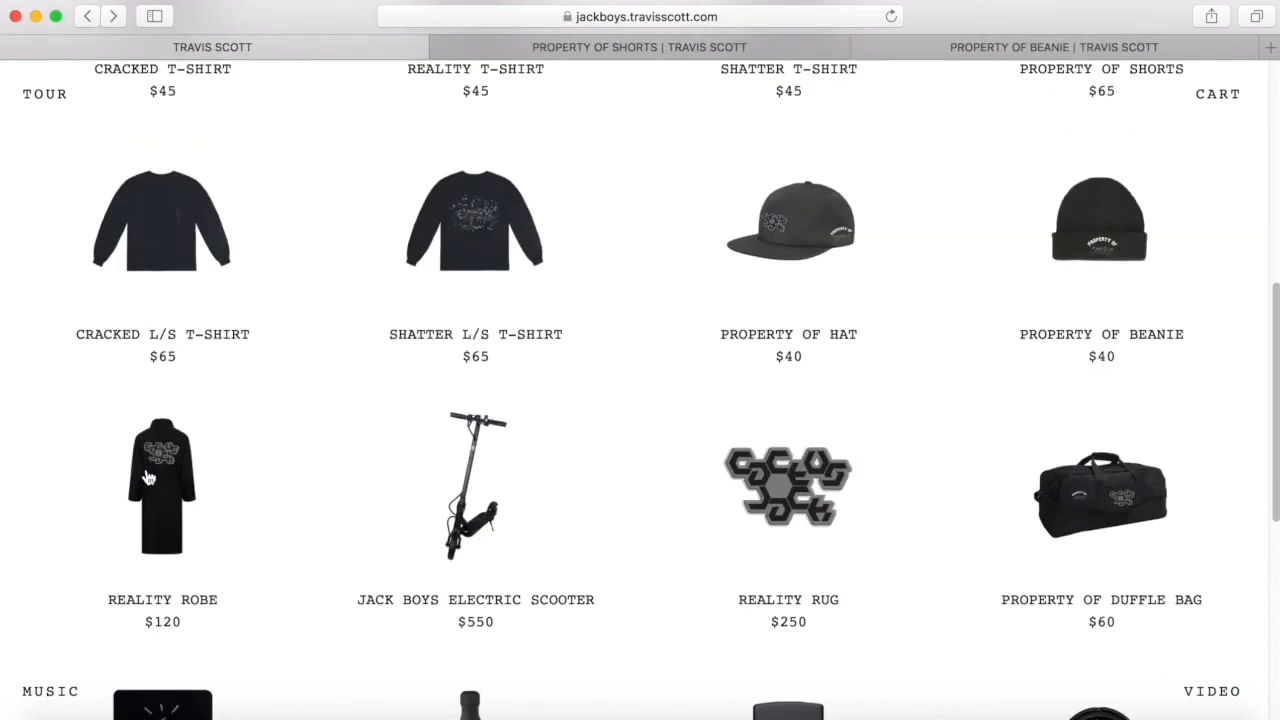 jackboys.travisscott.com
TRAVIS SCOTT
PROPERTY OF SHORTS | TRAVIS SCOTT
PROPERTY OF BEANIE | TRAVIS SCOTT
CRACKED T-SHIRT
$45
REALITY T-SHIRT
$45
SHATTER T-SHIRT
$45
PROPERTY OF SHORTS
$65
TOUR
CART
PROPERTY OF
CRACKED L/S T-SHIRT
$65
SHATTER L/S T-SHIRT
$65
PROPERTY OF HAT
$40
PROPERTY OF BEANIE
$40
REALITY ROBE
$120
JACK BOYS ELECTRIC SCOOTER
$550
REALITY RUG
$250
PROPERTY OF DUFFLE BAG
$60
MUSIC
VIDEO